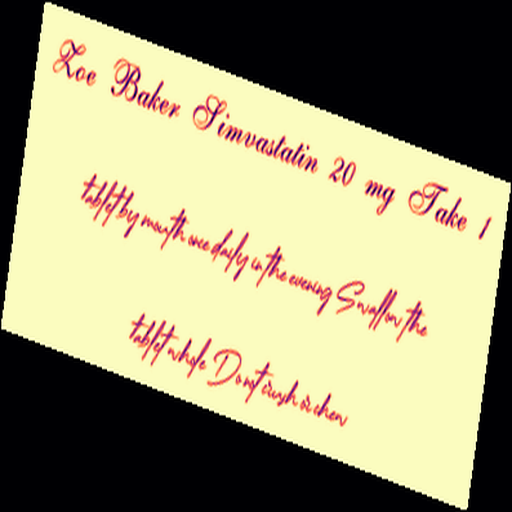 Zoe Baker Simvastatin 20 mg Take 1
tablet by mouth once daily in the evening Swallow the
tablet whole Do not crush or chew